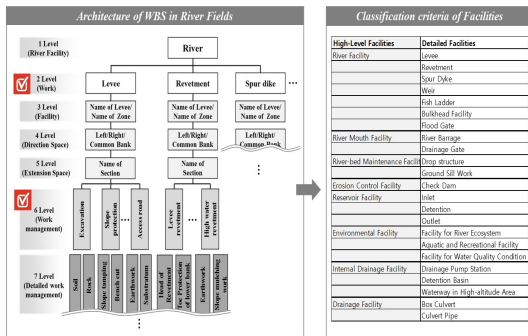 Architecture of WBS in River Fields
1 Level
(River Facility)
River
2 Level
(Work)
Levee
Revetment
Spur dike
...
3 Level
(Facility)
Name of Levee/
Name of Zone
Name of Levee/
Name of Zone
Name of Levee/
Name of Zone
4 Level
(Direction Space)
Left/Right/
Common Bank
Left/Right/
Common Bank
Left/Right/
Common Bank
5 Level
(Extension Space)
Name of
Section
Name of
Section
6 Level
(Work
management)
Excavation
Slope
protection
...
Access road
Levee
revetment
...
High water
revetment
7 Level
(Detailed work
management)
Soil
Rock
Slope tamping
Bench cut
Earthwork
Substratum
Head of
Revetment
Toe Protection
of lower bank
Earthwork
Slope mulching
work
Classification criteria of Facilities
High-Level Facilities Detailed Facilities
River Facility Levee
Revetment
Spur Dyke
Weir
Fish Ladder
Bulkhead Facility
Flood Gate
River Mouth Facility River Barrage
Drainage Gate
River-bed Maintenance Facilit Drop structure
Ground Sill Work
Erosion Control Facility Check Dam
Reservoir Facility Inlet
Detention
Outlet
Environmental Facility Facility for River Ecosystem
Aquatic and Recreational Facility
Facility for Water Quality Condition
Internal Drainage Facility Drainage Pump Station
Detention Basin
Waterway in High-altitude Area
Drainage Facility Box Culvert
Culvert Pipe